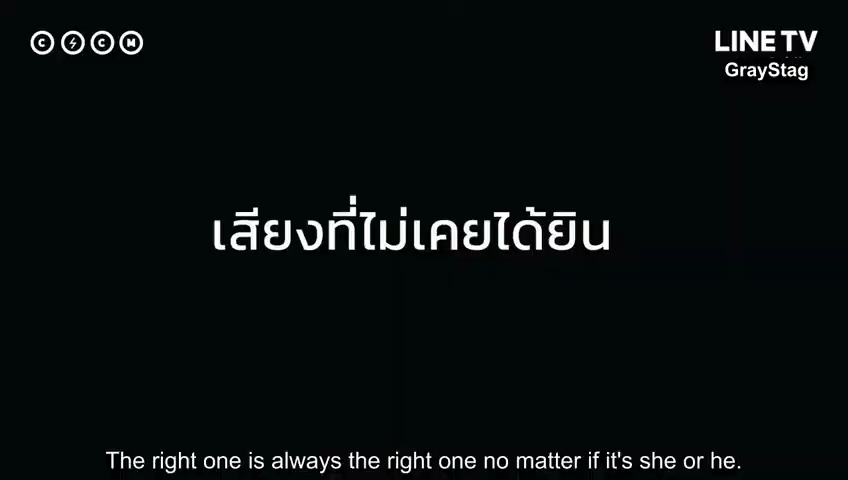 C ⚡ C M
LINE TV
GrayStag
เสียงที่ไม่เคยได้ยิน
The right one is always the right one no matter if it's she or he.